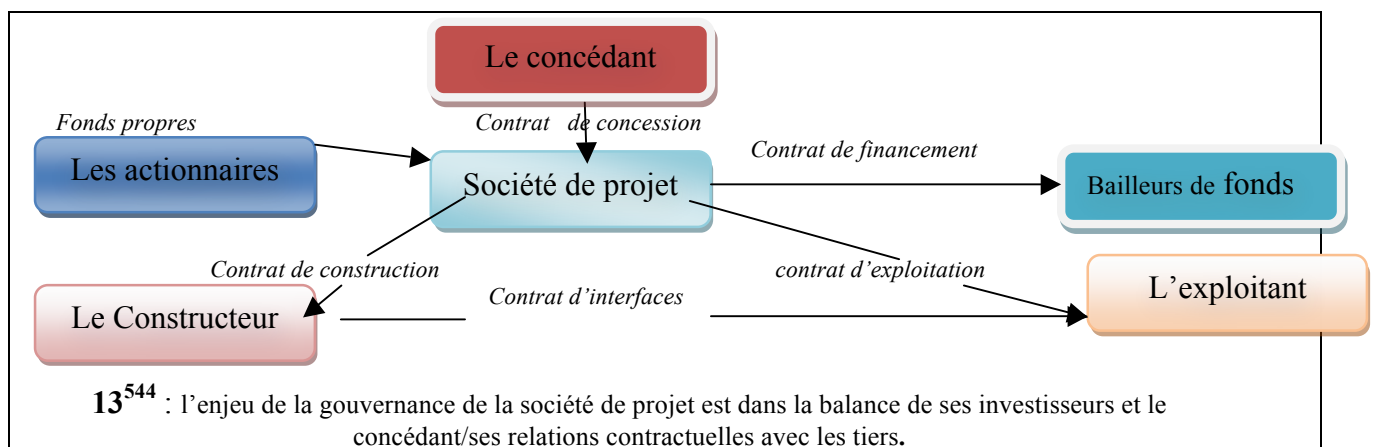 Le concédant
Fonds propres
Contrat de concession
Les actionnaires
Société de projet
Contrat de financement
Bailleurs de fonds
Contrat de construction
contrat d’exploitation
Contrat d’interfaces
Le Constructeur
L’exploitant
13⁵⁴⁴ : l’enjeu de la gouvernance de la société de projet est dans la balance de ses investisseurs et le
concédant/ses relations contractuelles avec les tiers.